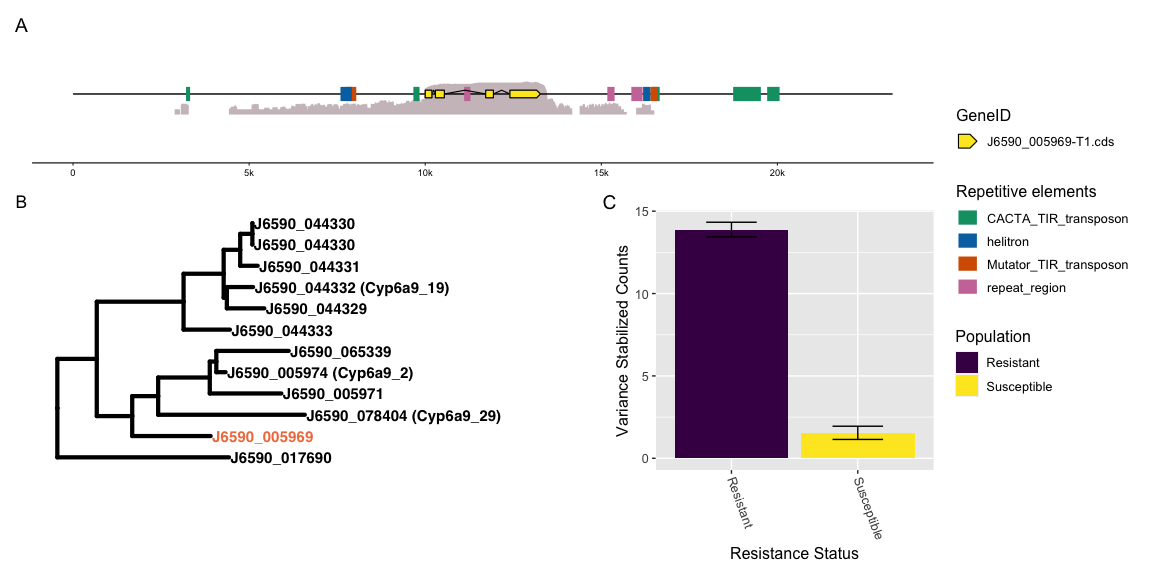 A
0
5k
10k
15k
20k
GeneID
J6590_005969-T1.cds
Repetitive elements
CACTA_TIR_transposon
helitron
Mutator_TIR_transposon
repeat_region
Population
Resistant
Susceptible
B
J6590_044330
J6590_044330
J6590_044331
J6590_044332 (Cyp6a9_19)
J6590_044329
J6590_044333
J6590_065339
J6590_005974 (Cyp6a9_2)
J6590_005971
J6590_078404 (Cyp6a9_29)
J6590_005969
J6590_017690
C
Variance Stabilized Counts
15
10
5
0
Resistant
Susceptible
Resistance Status